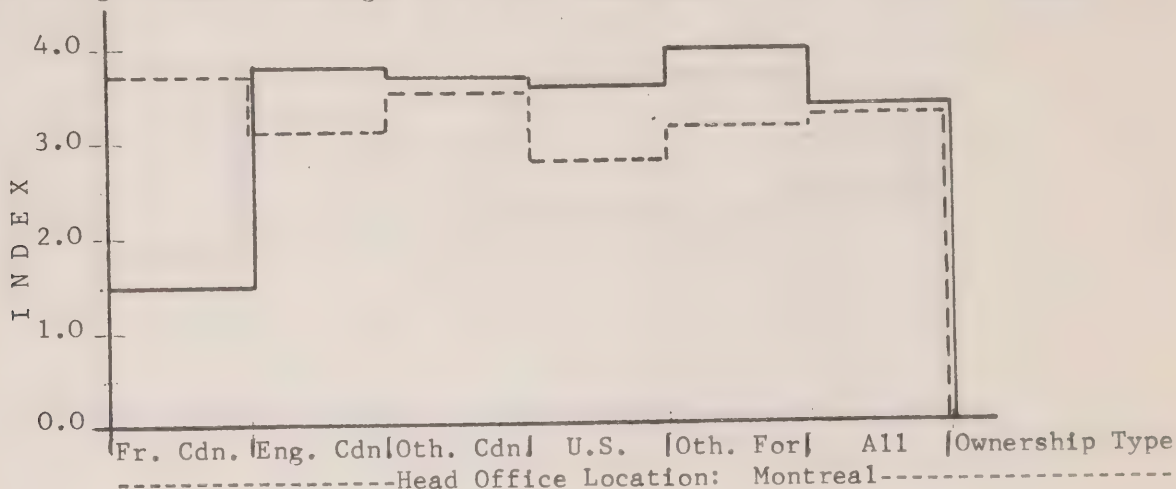 4.0
3.0
2.0
1.0
0.0
INDEX
Fr. Cdn. Eng. Cdn Oth. Cdn U.S. Oth. For All Ownership Type
Head Office Location: Montreal